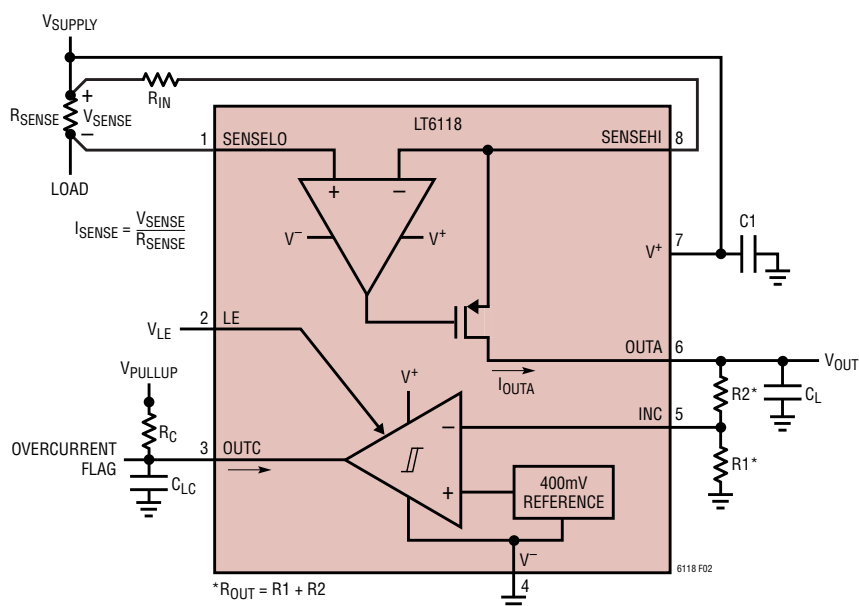 VSUPPLY
RIN
RSENSE
+
VSENSE
−
LOAD
ISENSE = VSENSE
RSENSE
LT6118
1 SENSELO
SENSEHI 8
+ −
V− V+
V+ 7
C1
2 LE
VLE
OUTA 6
VOUT
IOUTA
R2*
CL
VPULLUP
RC
V+
INC 5
−
OVERCURRENT
FLAG
3 OUTC
CLC
+
400mV
REFERENCE
R1*
V−
4
6118 F02
*ROUT = R1 + R2